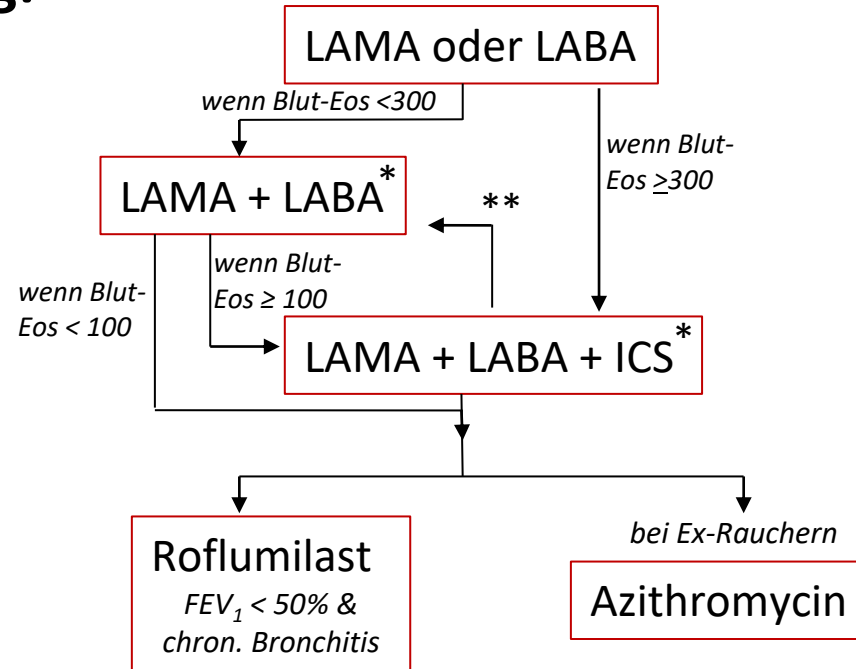 LAMA oder LABA
wenn Blut-Eos <300
wenn Blut-
Eos ≥300
LAMA + LABA*
**
wenn Blut-
Eos ≥ 100
wenn Blut-
Eos < 100
LAMA + LABA + ICS*
Roflumilast
FEV₁ < 50% &
chron. Bronchitis
bei Ex-Rauchern
Azithromycin